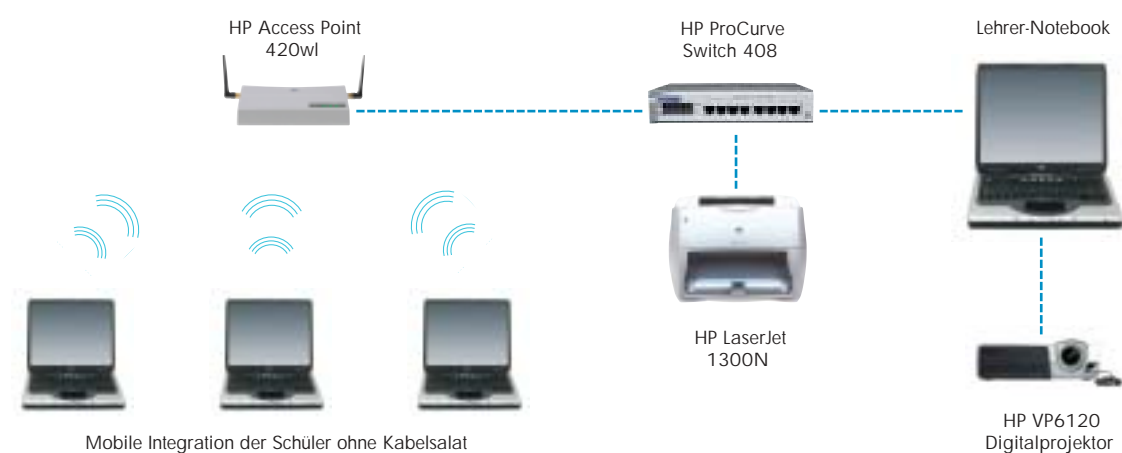 HP Access Point
420wl
HP ProCurve
Switch 408
Lehrer-Notebook
HP LaserJet
1300N
HP VP6120
Digitalprojektor
Mobile Integration der Schüler ohne Kabelsalat